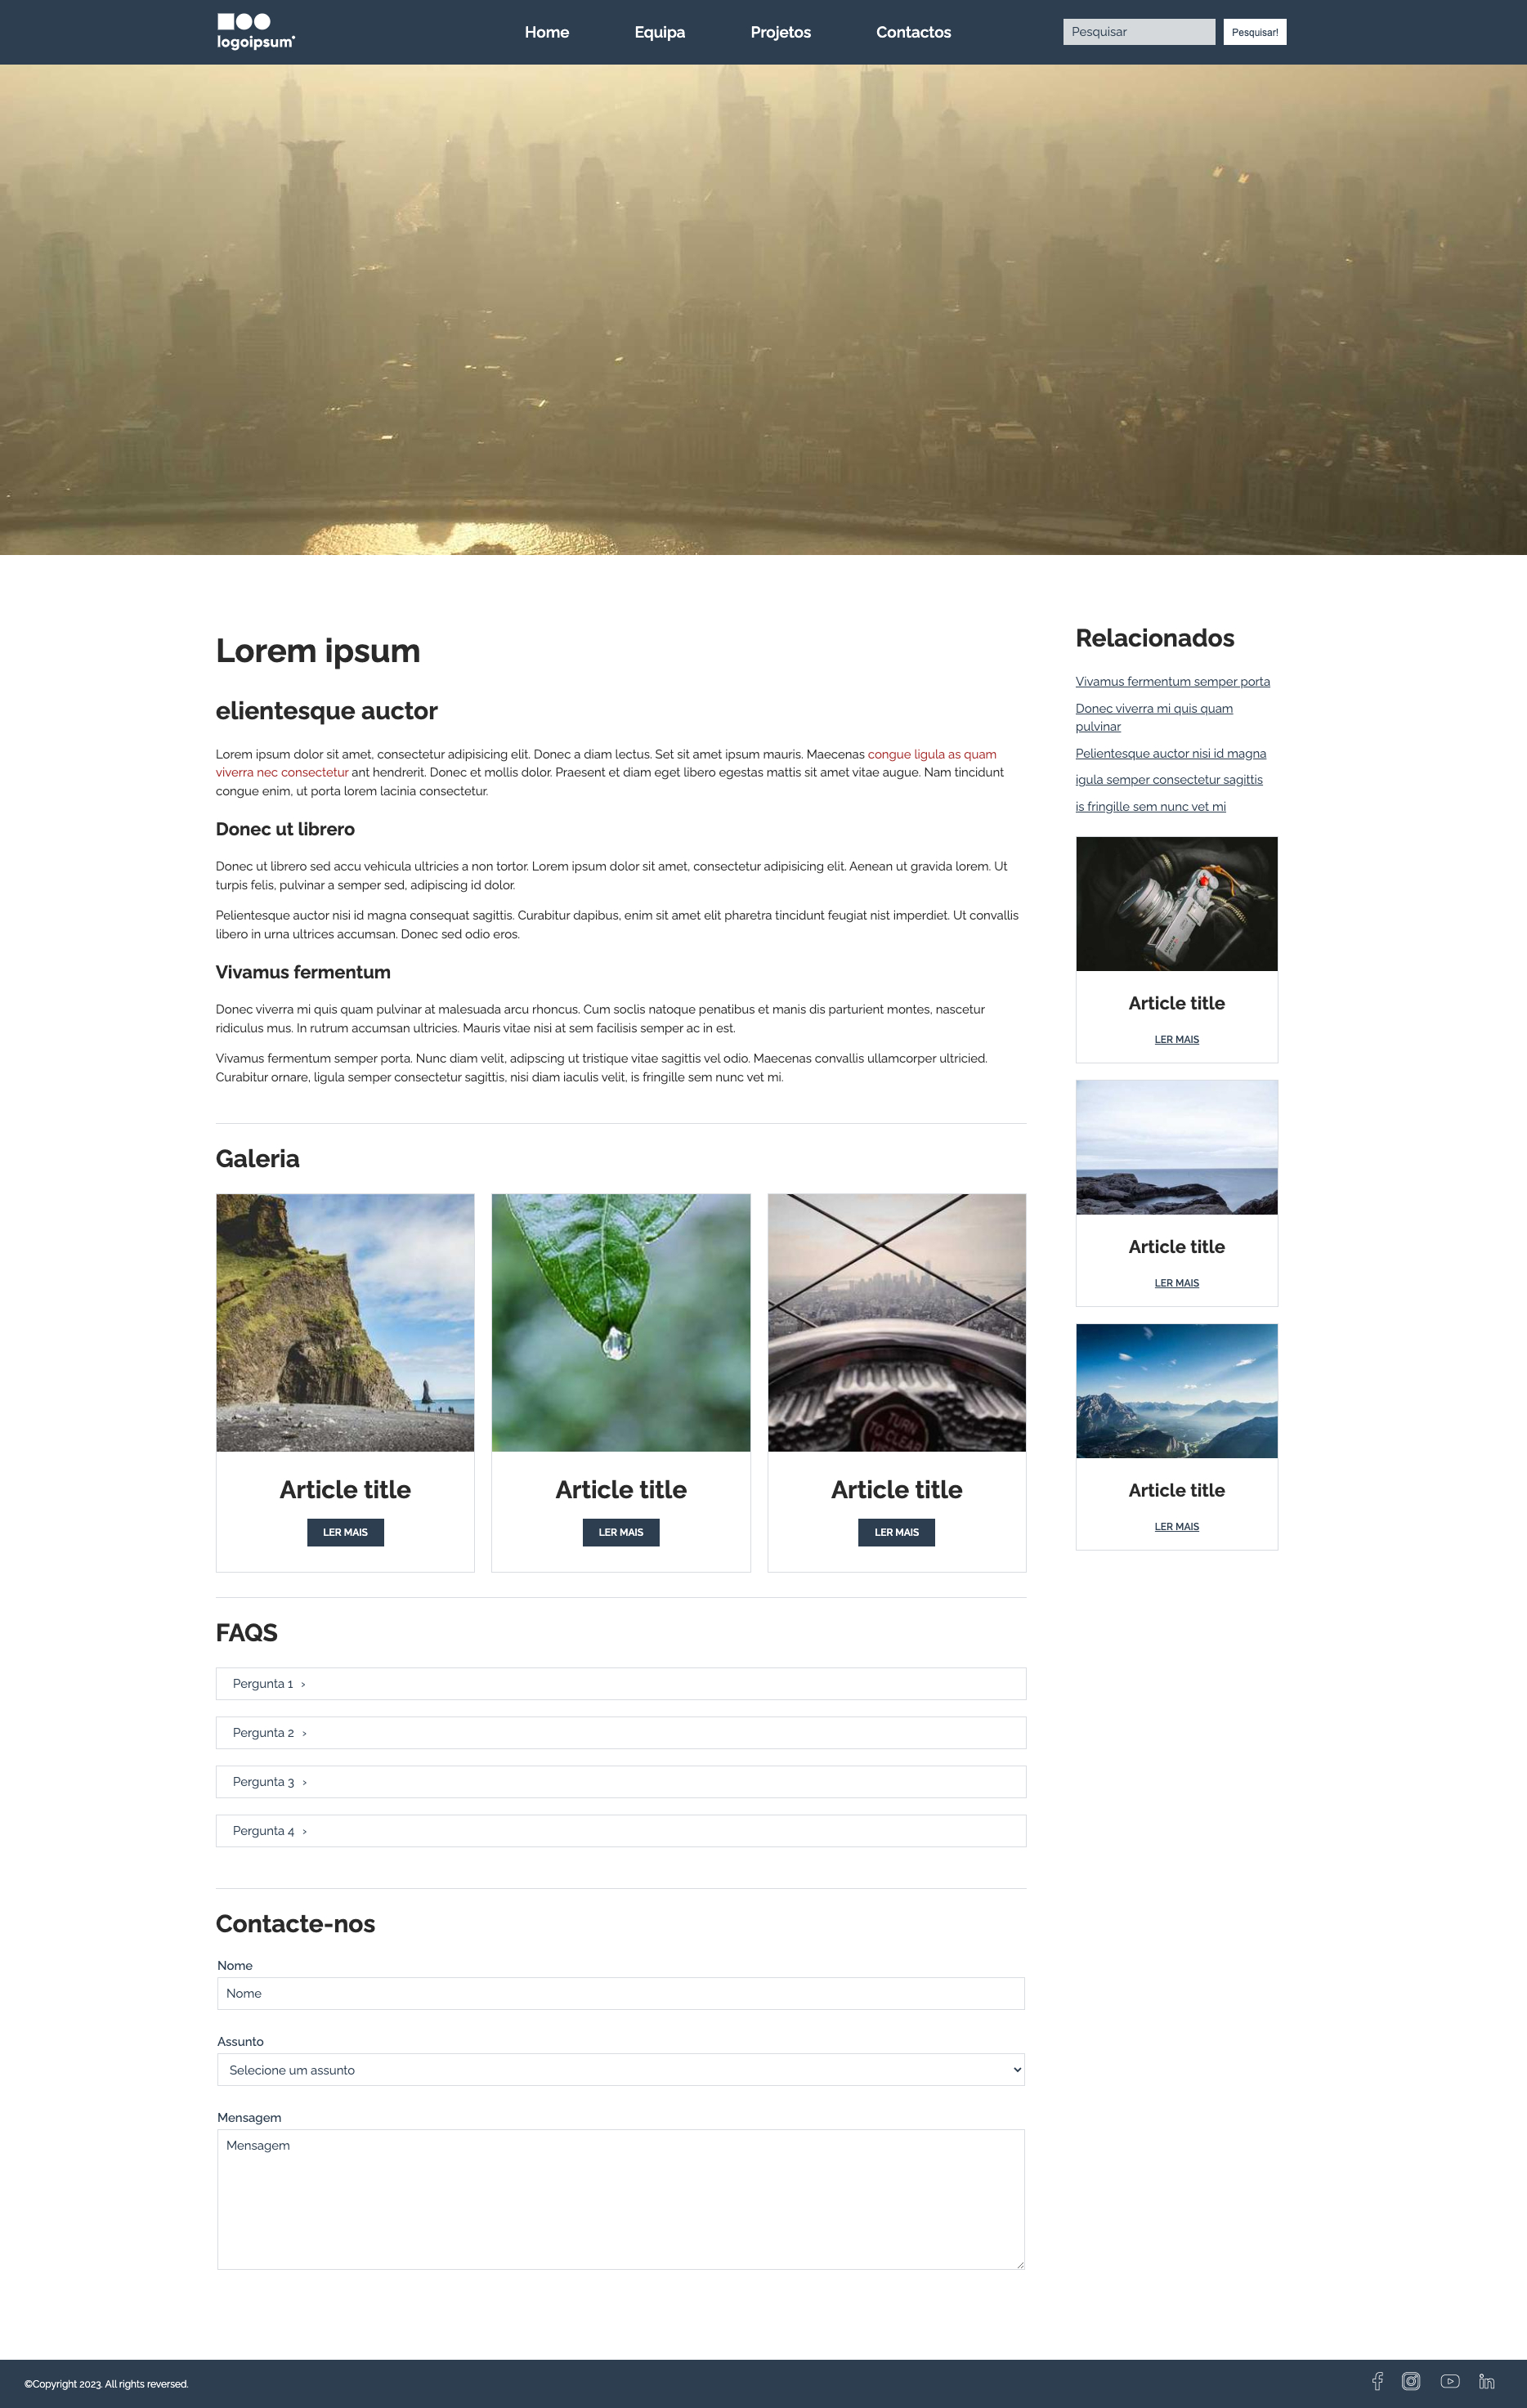 logoipsum
Home
Equipa
Projetos
Contactos
Pesquisar
Pesquisar!
Lorem ipsum
elientesque auctor
Lorem ipsum dolor sit amet, consectetur adipisicing elit. Donec a diam lectus. Set sit amet ipsum mauris. Maecenas congue ligula as quam
viverra nec consectetur ant hendrerit. Donec et mollis dolor. Praesent et diam eget libero egestas mattis sit amet vitae augue. Nam tincidunt
congue enim, ut porta lorem lacinia consectetur.
Donec ut librero
Donec ut librero sed accu vehicula ultricies a non tortor. Lorem ipsum dolor sit amet, consectetur adipisicing elit. Aenean ut gravida lorem. Ut
turpis felis, pulvinar a semper sed, adipiscing id dolor.
Pelientesque auctor nisi id magna consequat sagittis. Curabitur dapibus, enim sit amet elit pharetra tincidunt feugiat nist imperdiet. Ut convallis
libero in urna ultrices accumsan. Donec sed odio eros.
Vivamus fermentum
Donec viverra mi quis quam pulvinar at malesuada arcu rhoncus. Cum soclis natoque penatibus et manis dis parturient montes, nascetur
ridiculus mus. In rutrum accumsan ultricies. Mauris vitae nisi at sem facilisis semper ac in est.
Vivamus fermentum semper porta. Nunc diam velit, adipscing ut tristique vitae sagittis vel odio. Maecenas convallis ullamcorper ultricied.
Curabitur ornare, ligula semper consectetur sagittis, nisi diam iaculis velit, is fringille sem nunc vet mi.
Galeria
TURN
TO CLEAR
Article title
LER MAIS
Article title
LER MAIS
Article title
LER MAIS
FAQS
Pergunta 1 ›
Pergunta 2 ›
Pergunta 3 ›
Pergunta 4 ›
Contacte-nos
Nome
Nome
Assunto
Selecione um assunto
Mensagem
Mensagem
Relacionados
Vivamus fermentum semper porta
Donec viverra mi quis quam
pulvinar
Pelientesque auctor nisi id magna
igula semper consectetur sagittis
is fringille sem nunc vet mi
Article title
LER MAIS
Article title
LER MAIS
Article title
LER MAIS
©Copyright 2023. All rights reversed.